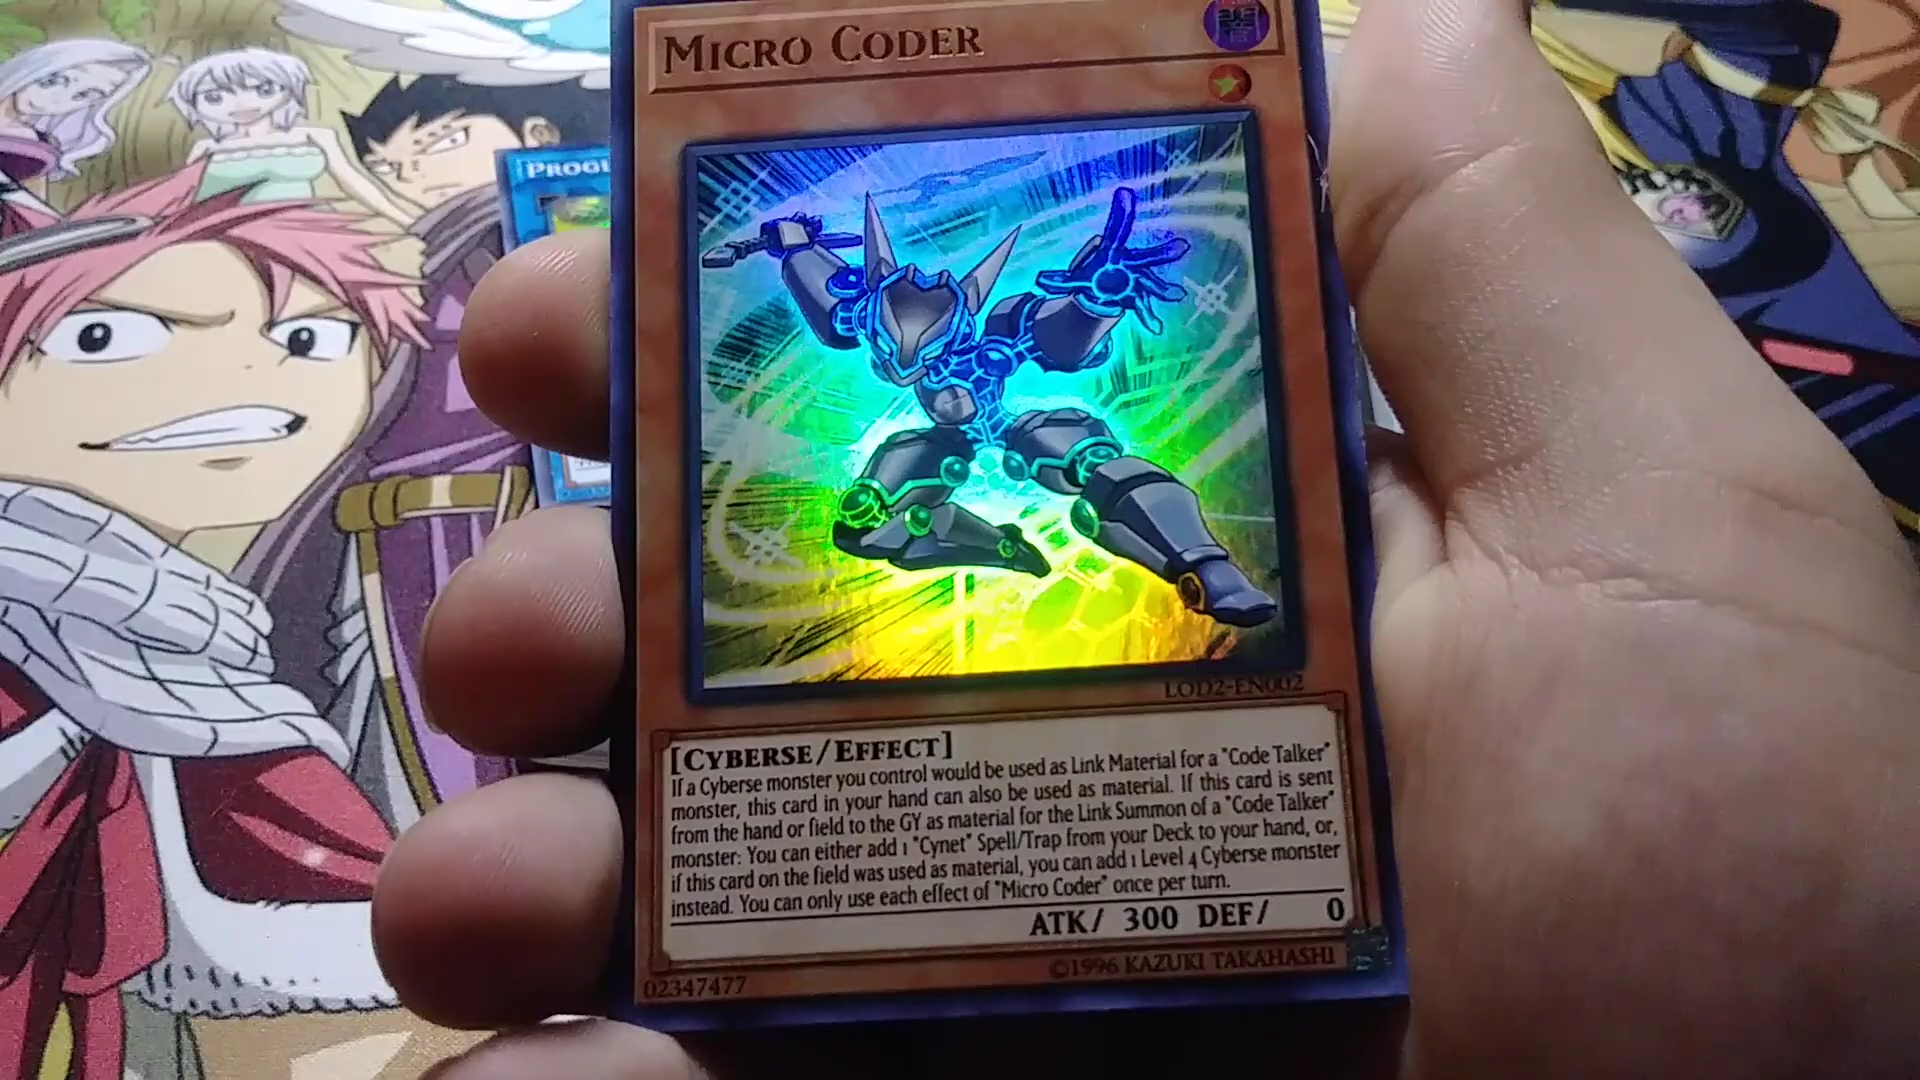 MICRO CODER
PROGL
LOD2-EN002
[CYBERSE/EFFECT]
If a Cyberse monster you control would be used as Link Material for a "Code Talker"
monster, this card in your hand can also be used as material. If this card is sent
from the hand or field to the GY as material for the Link Summon of a "Code Talker"
monster: You can either add 1 "Cynet" Spell/Trap from your Deck to your hand, or,
if this card on the field was used as material, you can add 1 Level 4 Cyberse monster
instead. You can only use each effect of "Micro Coder" once per turn.
ATK/ 300 DEF/ 0
02347477
©1996 KAZUKI TAKAHASHI